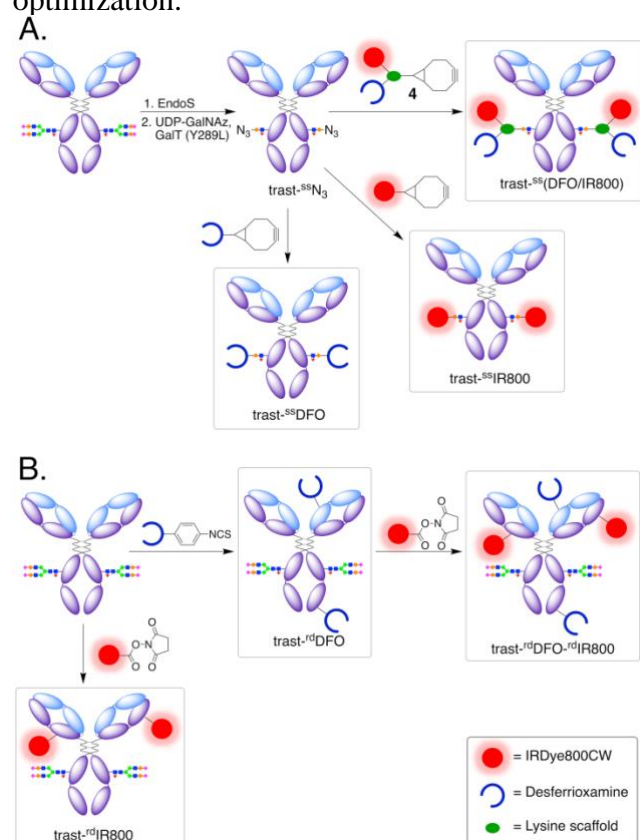 optimization.
A.
1. EndoS
2. UDP-GalNAz,
GalT (Y289L)
N3
N3
trast-ssN3
4
trast-ss(DFO/IR800)
trast-ssDFO
trast-ssIR800
B.
NCS
trast-rdDFO
O
O
O
N
O
trast-rdDFO-rdIR800
O
O
O
N
O
trast-rdIR800
= IRDye800CW
= Desferrioxamine
= Lysine scaffold